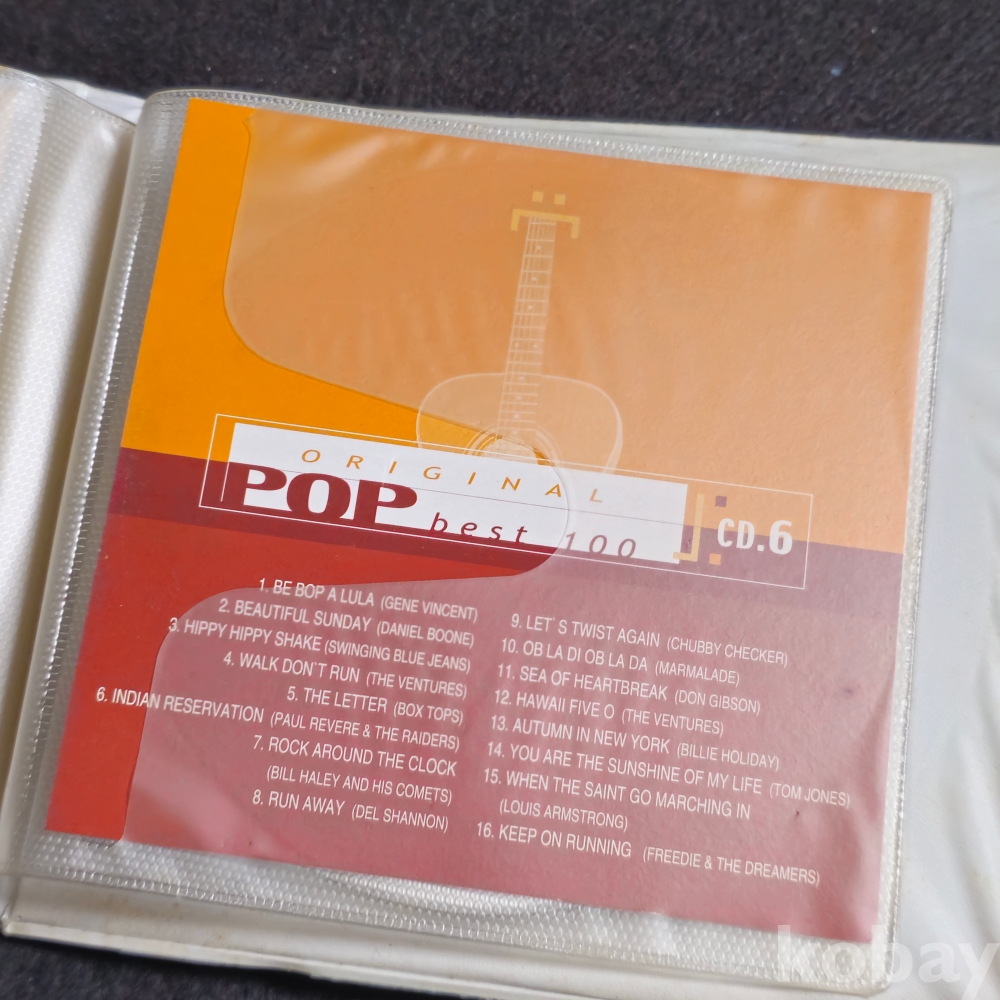 ORIGINAL
POP best 100
CD.6
1. BE BOP A LULA (GENE VINCENT)
2. BEAUTIFUL SUNDAY (DANIEL BOONE)
3. HIPPY HIPPY SHAKE (SWINGING BLUE JEANS)
4. WALK DON'T RUN (THE VENTURES)
5. THE LETTER (BOX TOPS)
6. INDIAN RESERVATION (PAUL REVERE & THE RAIDERS)
7. ROCK AROUND THE CLOCK
(BILL HALEY AND HIS COMETS)
8. RUN AWAY (DEL SHANNON)
9. LET'S TWIST AGAIN (CHUBBY CHECKER)
10. OB LA DI OB LA DA (MARMALADE)
11. SEA OF HEARTBREAK (DON GIBSON)
12. HAWAII FIVE O (THE VENTURES)
13. AUTUMN IN NEW YORK (BILLIE HOLIDAY)
14. YOU ARE THE SUNSHINE OF MY LIFE (TOM JONES)
15. WHEN THE SAINT GO MARCHING IN
(LOUIS ARMSTRONG)
16. KEEP ON RUNNING (FREEDIE & THE DREAMERS)
kobay